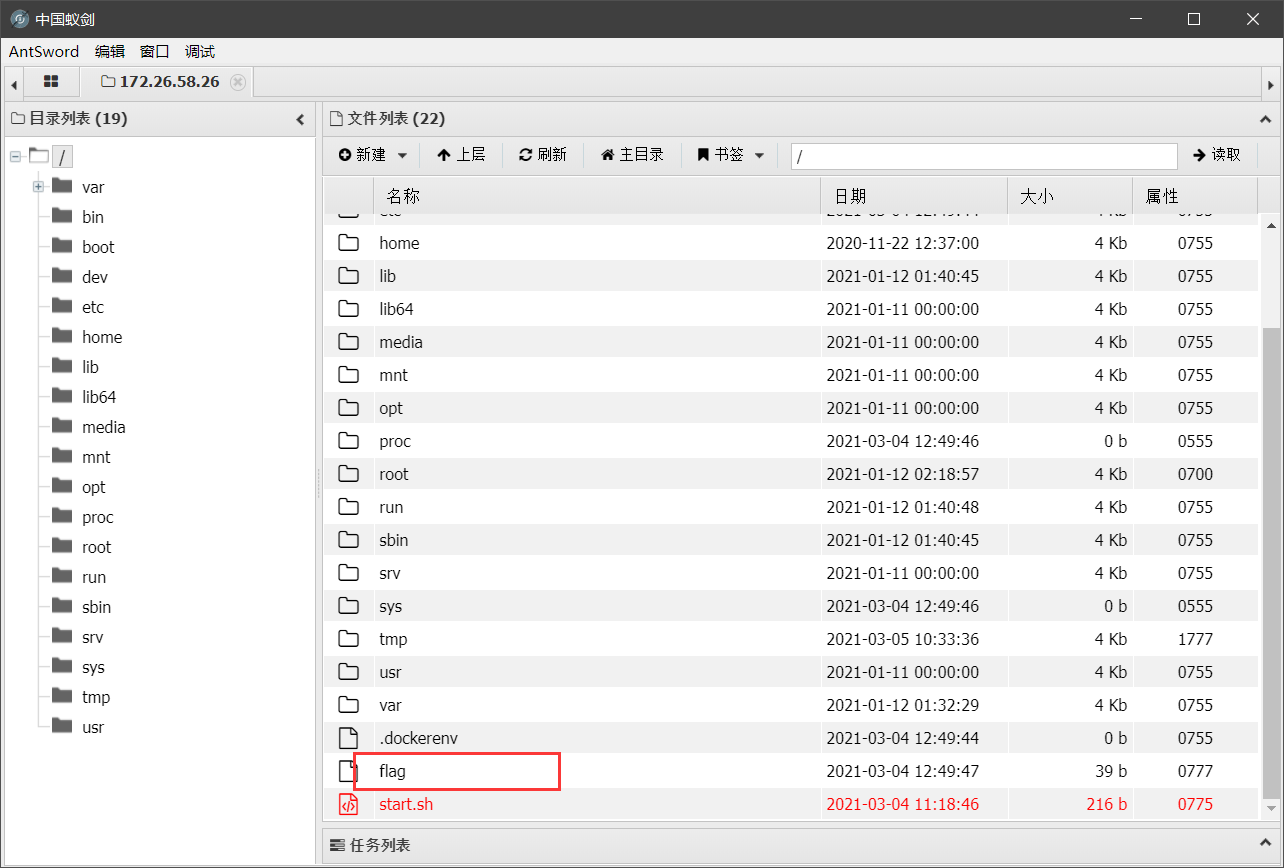 中国蚁剑
AntSword 编辑 窗口 调试
172.26.58.26
目录列表 (19)
/
var
bin
boot
dev
etc
home
lib
lib64
media
mnt
opt
proc
root
run
sbin
srv
sys
tmp
usr
文件列表 (22)
新建 上层 刷新 主目录 书签 / 读取
名称 日期 大小 属性
etc 2021-03-04 12:49:44 4 Kb 0755
home 2020-11-22 12:37:00 4 Kb 0755
lib 2021-01-12 01:40:45 4 Kb 0755
lib64 2021-01-11 00:00:00 4 Kb 0755
media 2021-01-11 00:00:00 4 Kb 0755
mnt 2021-01-11 00:00:00 4 Kb 0755
opt 2021-01-11 00:00:00 4 Kb 0755
proc 2021-03-04 12:49:46 0 b 0555
root 2021-01-12 02:18:57 4 Kb 0700
run 2021-01-12 01:40:48 4 Kb 0755
sbin 2021-01-12 01:40:45 4 Kb 0755
srv 2021-01-11 00:00:00 4 Kb 0755
sys 2021-03-04 12:49:46 0 b 0555
tmp 2021-03-05 10:33:36 4 Kb 1777
usr 2021-01-11 00:00:00 4 Kb 0755
var 2021-01-12 01:32:29 4 Kb 0755
.dockerenv 2021-03-04 12:49:44 0 b 0755
flag 2021-03-04 12:49:47 39 b 0777
start.sh 2021-03-04 11:18:46 216 b 0775
任务列表